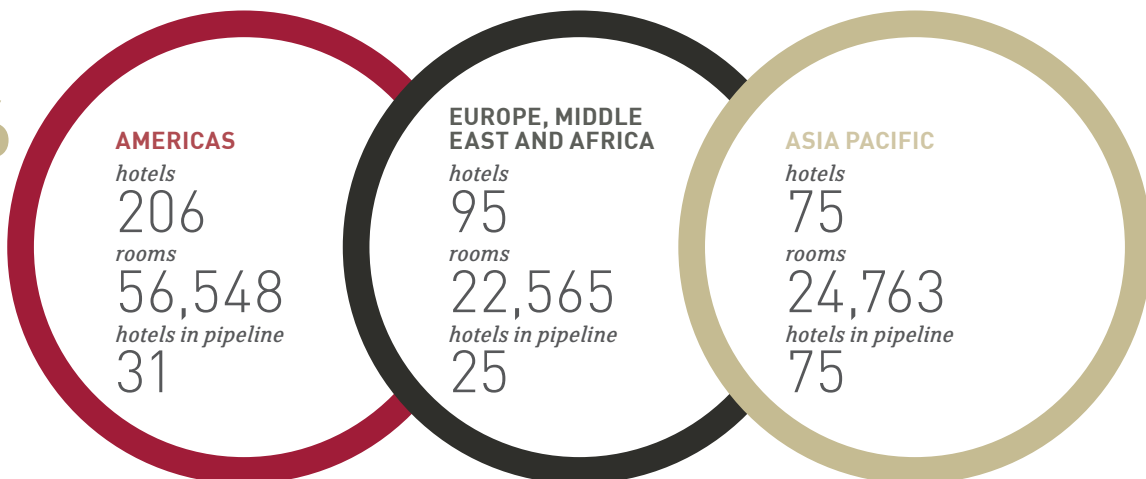 AMERICAS
hotels
206
rooms
56,548
hotels in pipeline
31
EUROPE, MIDDLE
EAST AND AFRICA
hotels
95
rooms
22,565
hotels in pipeline
25
ASIA PACIFIC
hotels
75
rooms
24,763
hotels in pipeline
75